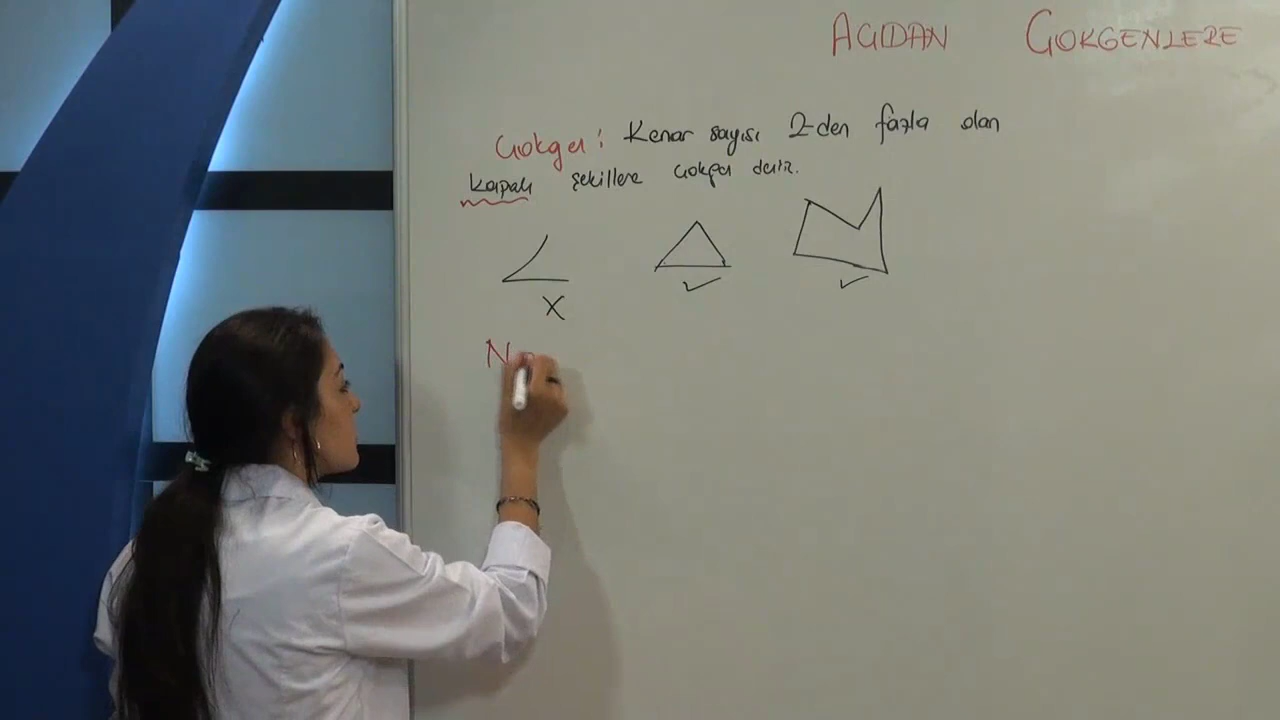 AÇIDAN ÇOKGENLERE
Çokgen: Kenar sayısı 2-den fazla olan
kapalı şekillere çokgen denir.
X
N